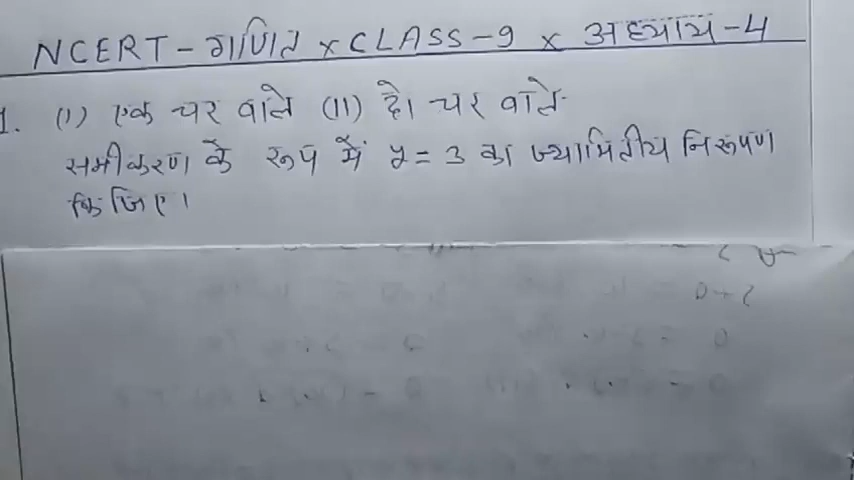 NCERT - गणित × CLASS - 9 × अध्याय - 4
1. (i) एक चर वाले (ii) दो चर वाले
समीकरण के रूप में y = 3 का ज्यामितीय निरूपण
किजिए।